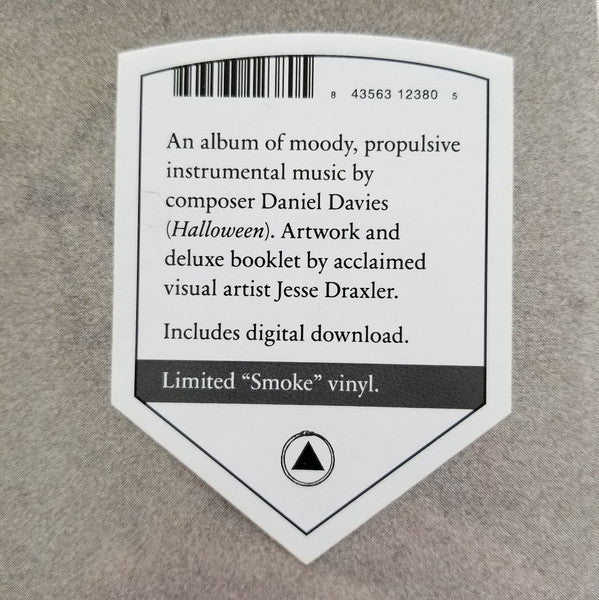 8 43563 12380 5
An album of moody, propulsive
instrumental music by
composer Daniel Davies
(Halloween). Artwork and
deluxe booklet by acclaimed
visual artist Jesse Draxler.
Includes digital download.
Limited “Smoke” vinyl.